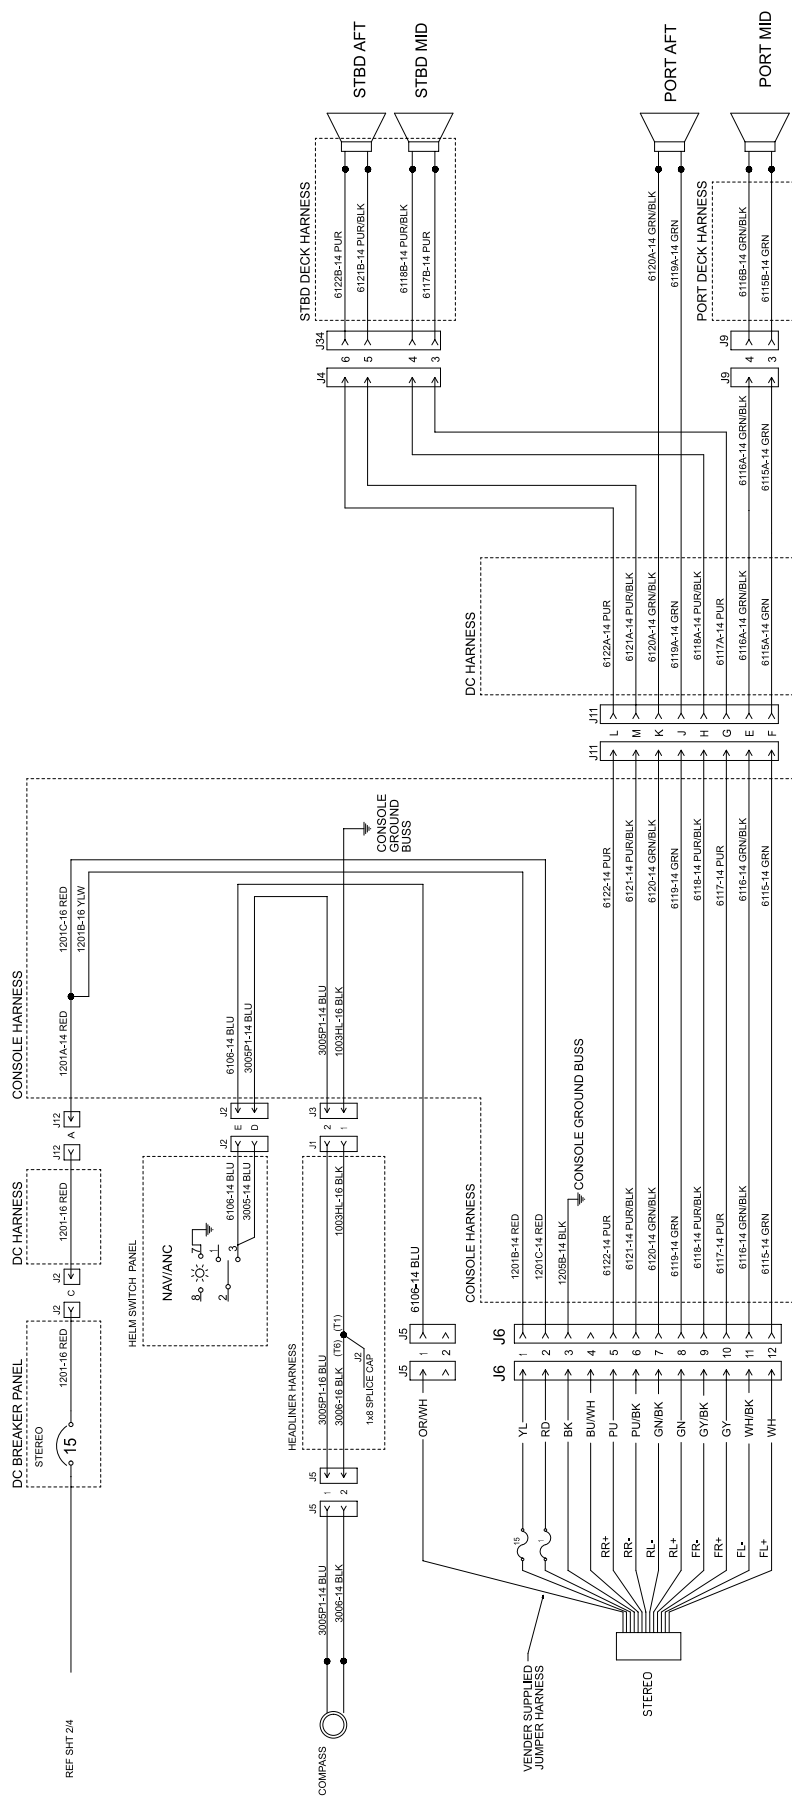 STBD AFT
STBD MID
PORT AFT
PORT MID
STBD DECK HARNESS
6122B-14 PUR
6121B-14 PUR/BLK
6118B-14 PUR/BLK
6117B-14 PUR
J34
6
5
4
3
J4
6120A-14 GRN/BLK
6119A-14 GRN
PORT DECK HARNESS
6116B-14 GRN/BLK
6115B-14 GRN
J9
4
3
J9
6116A-14 GRN/BLK
6115A-14 GRN
DC HARNESS
6122A-14 PUR
6121A-14 PUR/BLK
6120A-14 GRN/BLK
6119A-14 GRN
6118A-14 PUR/BLK
6117A-14 PUR
6116A-14 GRN/BLK
6115A-14 GRN
J11
L
M
K
J
H
G
E
F
J11
6122-14 PUR
6121-14 PUR/BLK
6120-14 GRN/BLK
6119-14 GRN
6118-14 PUR/BLK
6117-14 PUR
6116-14 GRN/BLK
6115-14 GRN
CONSOLE HARNESS
1201C-16 RED
1201B-16 YLW
1201A-14 RED
CONSOLE
GROUND
BUSS
6106-14 BLU
3005P1-14 BLU
3005P1-14 BLU
1003HL-16 BLK
J12
A
J12
J2
E
D
J2
J3
2
1
J1
DC HARNESS
1201-16 RED
J2
C
J2
HELM SWITCH PANEL
NAV/ANC
6106-14 BLU
3005-14 BLU
8
7
2
1
3
HEADLINER HARNESS
1003HL-16 BLK
3005P1-16 BLU
3006-16 BLK
(T6)
(T1)
J2
1x8 SPLICE CAP
DC BREAKER PANEL
STEREO
1201-16 RED
15
REF SHT 2/4
J5
1
2
J5
3005P1-14 BLU
3006-14 BLK
COMPASS
6106-14 BLU
J5
1
2
J5
OR/WH
CONSOLE HARNESS
1201B-14 RED
1201C-14 RED
1205B-14 BLK
CONSOLE GROUND BUSS
6122-14 PUR
6121-14 PUR/BLK
6120-14 GRN/BLK
6119-14 GRN
6118-14 PUR/BLK
6117-14 PUR
6116-14 GRN/BLK
6115-14 GRN
J6
1
2
3
4
5
6
7
8
9
10
11
12
J6
YL
RD
BK
BU/WH
PU
PU/BK
GN/BK
GN
GY/BK
GY
WH/BK
WH
15
1
RR+
RR-
RL-
RL+
FR-
FR+
FL-
FL+
VENDER SUPPLIED
JUMPER HARNESS
STEREO